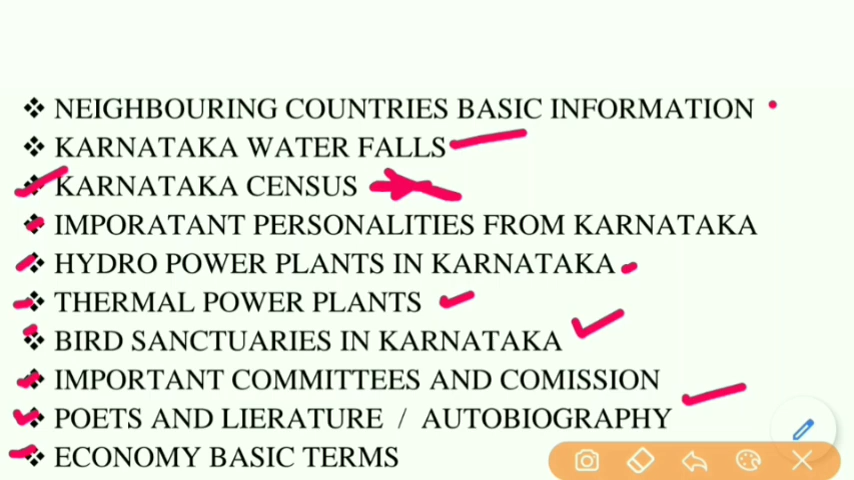 ❖ NEIGHBOURING COUNTRIES BASIC INFORMATION
❖ KARNATAKA WATER FALLS
❖ KARNATAKA CENSUS
❖ IMPORATANT PERSONALITIES FROM KARNATAKA
❖ HYDRO POWER PLANTS IN KARNATAKA
❖ THERMAL POWER PLANTS
❖ BIRD SANCTUARIES IN KARNATAKA
❖ IMPORTANT COMMITTEES AND COMISSION
❖ POETS AND LIERATURE / AUTOBIOGRAPHY
❖ ECONOMY BASIC TERMS